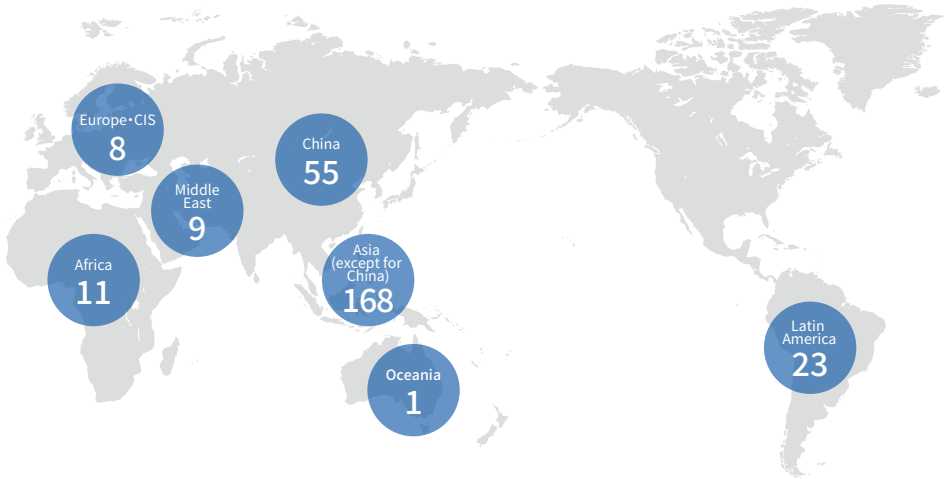 Europe・CIS
8
China
55
Middle
East
9
Africa
11
Asia
(except for
China)
168
Latin
America
23
Oceania
1